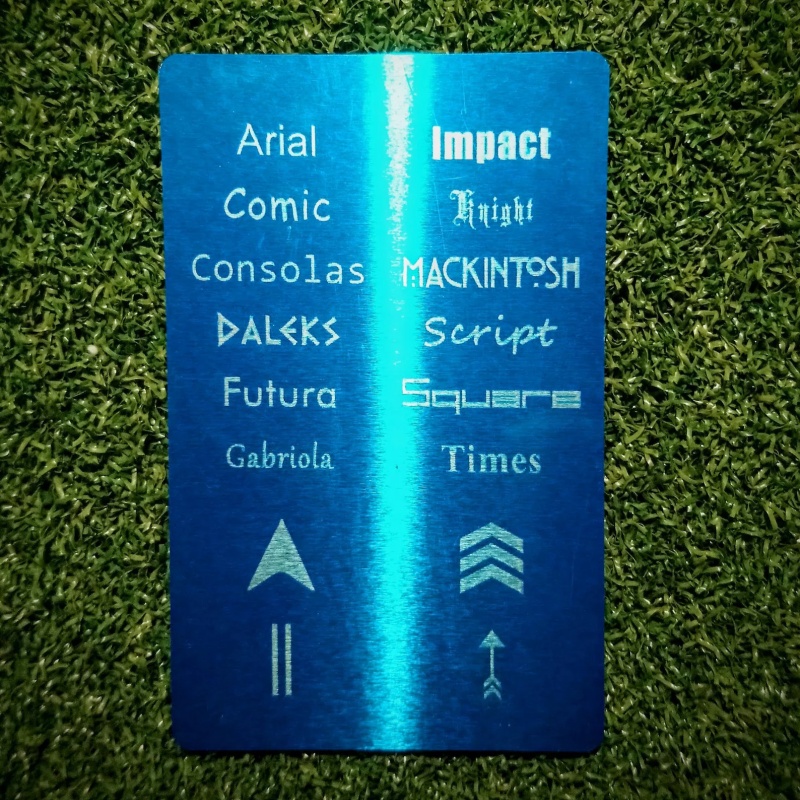 Arial
Comic
Consolas
DALEKS
Futura
Gabriola
Impact
Knight
MACKINTOSH
Script
Square
Times